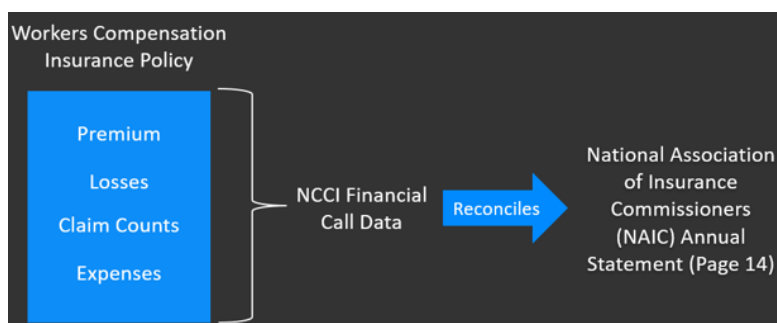 Workers Compensation
Insurance Policy
Premium
Losses
Claim Counts
Expenses
NCCI Financial
Call Data
Reconciles
National Association
of Insurance
Commissioners
(NAIC) Annual
Statement (Page 14)